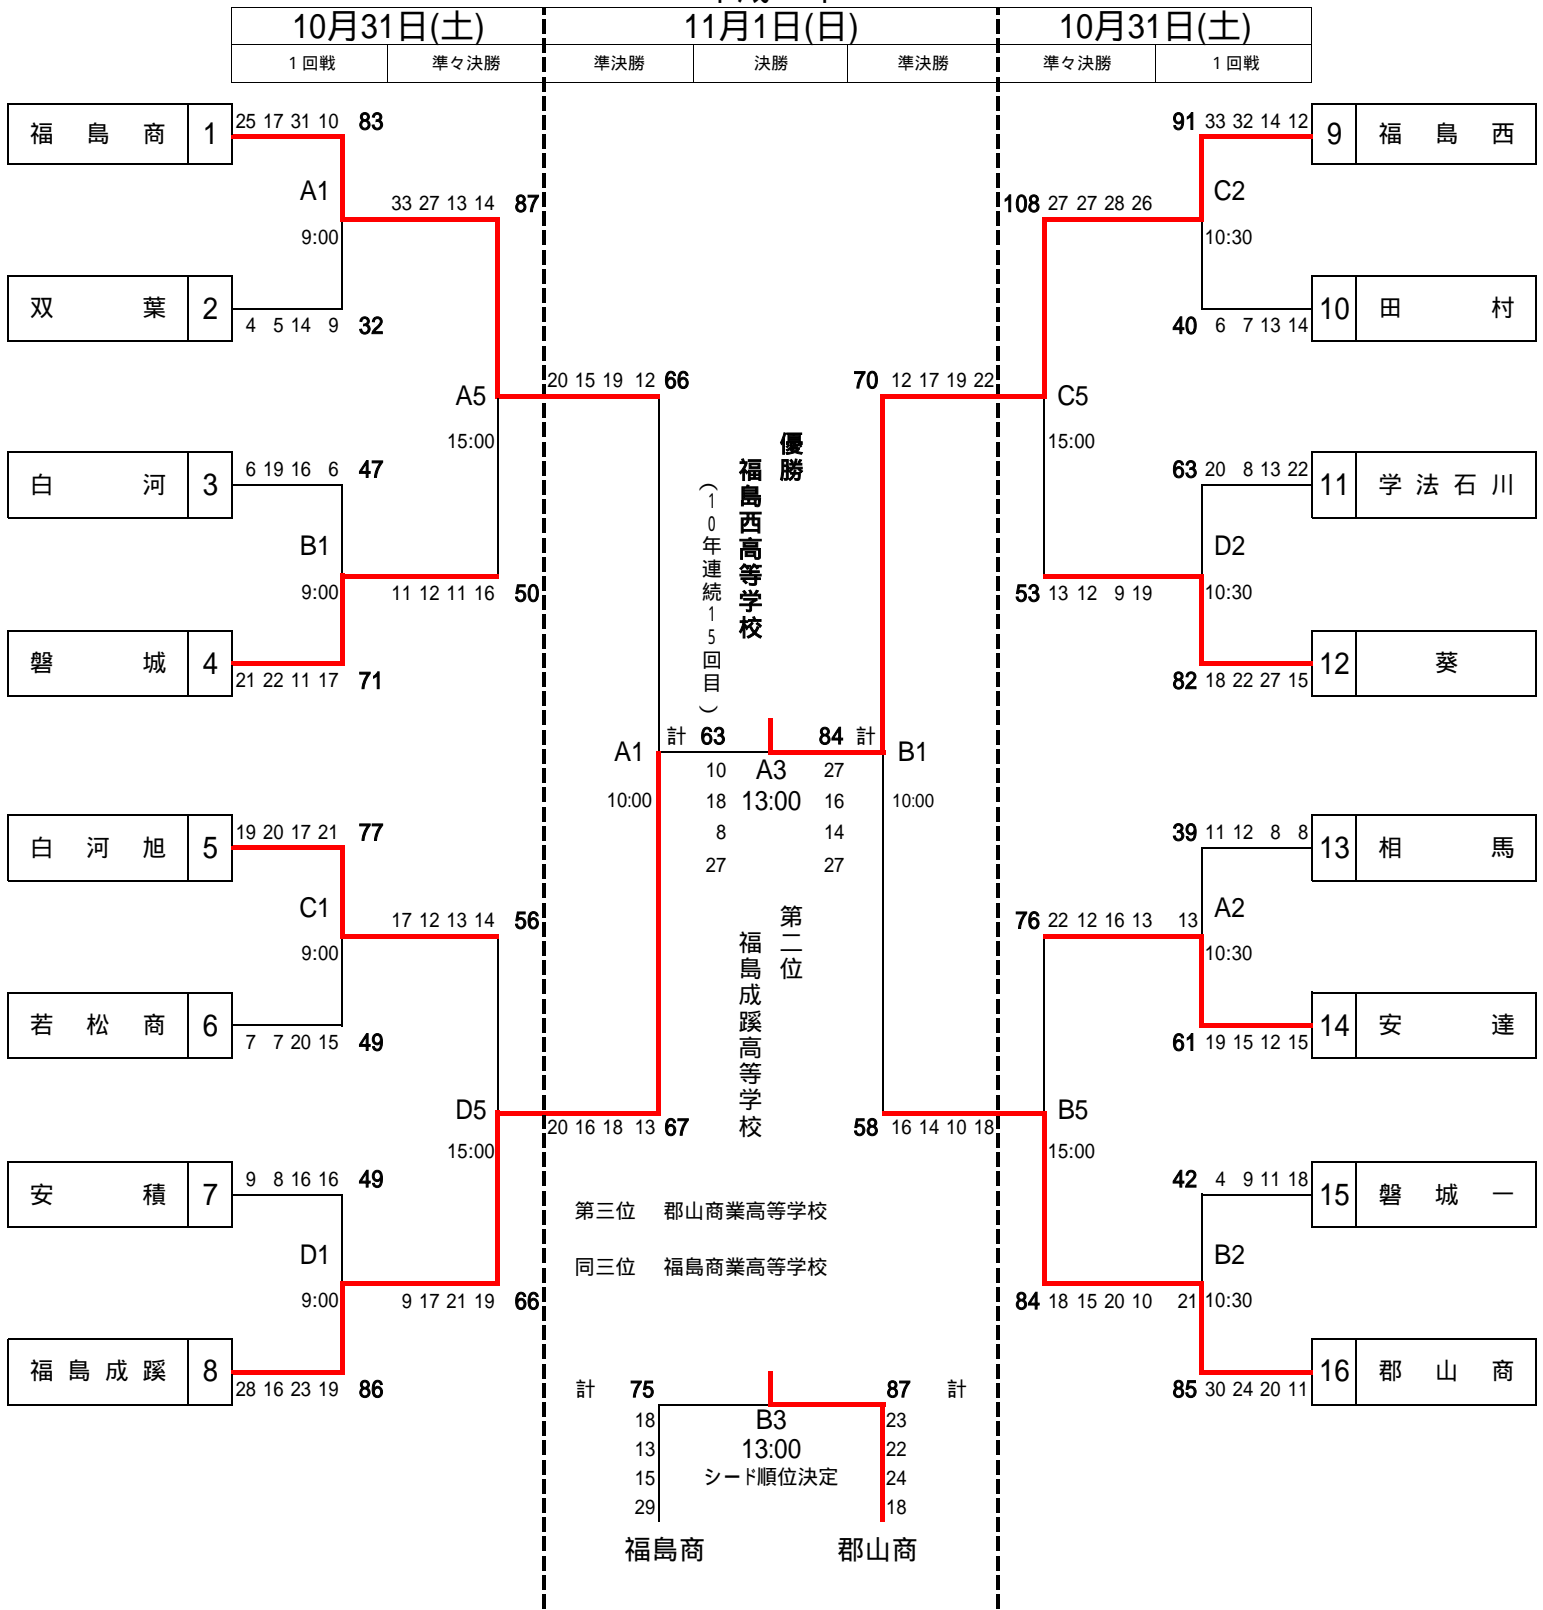 10月31日(土) 11月1日(日) 10月31日(土)
1回戦 準々決勝 準決勝 決勝 準決勝 準々決勝 1回戦
福島商 1 25 17 31 10 83
A1
9:00
双葉 2 4 5 14 9 32
33 27 13 14 87
A5
15:00
白河 3 6 19 16 6 47
B1
9:00
磐城 4 21 22 11 17 71
11 12 11 16 50
白河旭 5 19 20 17 21 77
C1
9:00
若松商 6 7 7 20 15 49
17 12 13 14 56
D5
15:00
安積 7 9 8 16 16 49
D1
9:00
福島成蹊 8 28 16 23 19 86
9 17 21 19 66
20 15 19 12 66
A1
10:00
20 16 18 13 67
優勝
福島西高等学校
(10年連続15回目)
計 63 84 計
10 A3 27
18 13:00 16
8 14
27 27
第二位
福島成蹊高等学校
第三位 郡山商業高等学校
同三位 福島商業高等学校
計 75 87 計
18 B3 23
13 13:00 22
15 シード順位決定 24
29 18
福島商 郡山商
70 12 17 19 22
B1
10:00
58 16 14 10 18
91 33 32 14 12 9 福島西
C2
10:30
40 6 7 13 14 10 田村
108 27 27 28 26
C5
15:00
63 20 8 13 22 11 学法石川
D2
10:30
82 18 22 27 15 12 葵
53 13 12 9 19
39 11 12 8 8 13 相馬
A2
10:30
61 19 15 12 15 14 安達
76 22 12 16 13 13
B5
15:00
42 4 9 11 18 15 磐城一
B2
10:30
85 30 24 20 11 16 郡山商
84 18 15 20 10 21